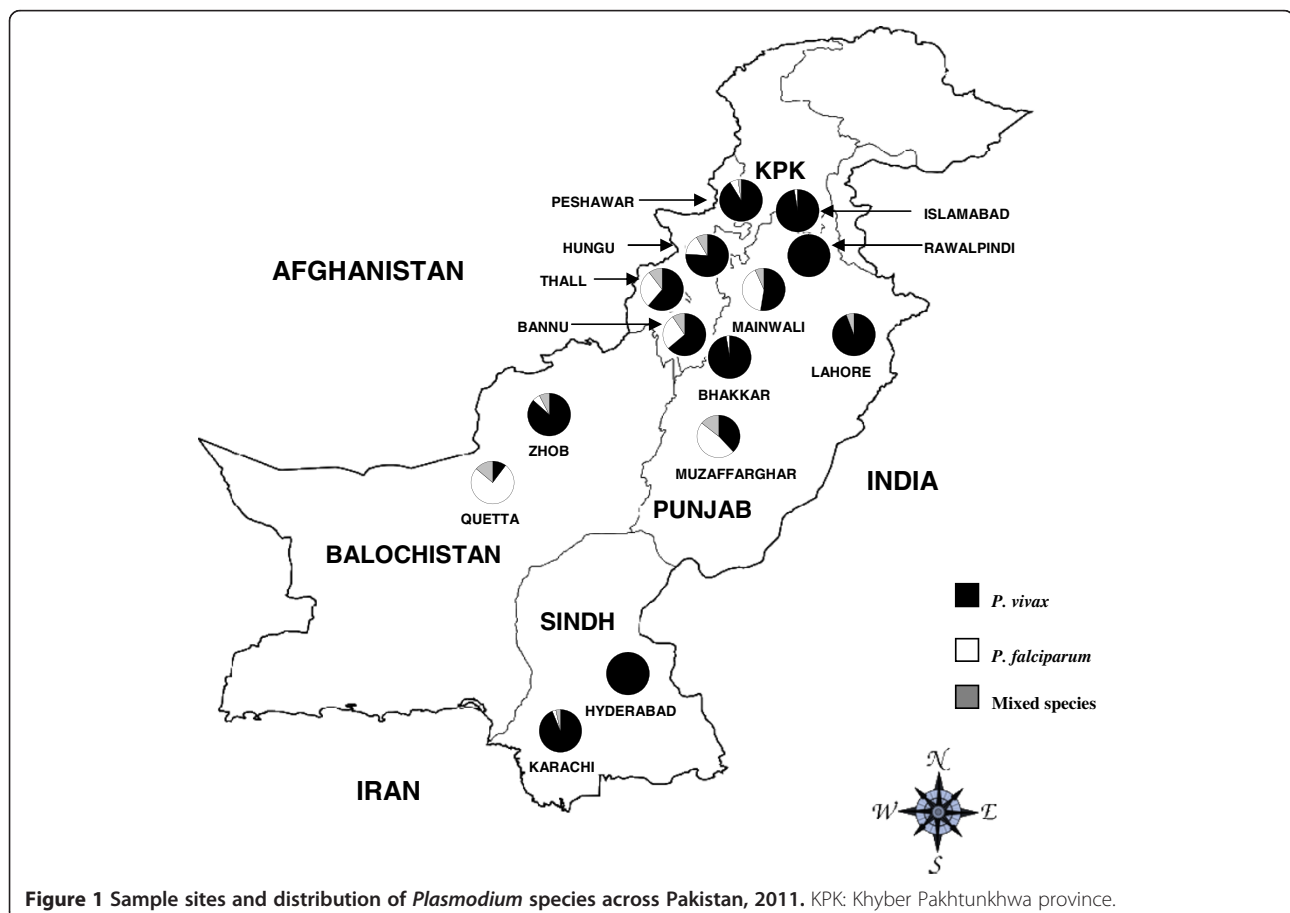 KPK
PESHAWAR
ISLAMABAD
HUNGU
RAWALPINDI
AFGHANISTAN
THALL
BANNU
MAINWALI
LAHORE
BHAKKAR
ZHOB
MUZAFFARGHAR
INDIA
QUETTA
PUNJAB
BALOCHISTAN
P. vivax
SINDH
P. falciparum
Mixed species
HYDERABAD
KARACHI
IRAN
N
W E
S
Figure 1 Sample sites and distribution of Plasmodium species across Pakistan, 2011. KPK: Khyber Pakhtunkhwa province.